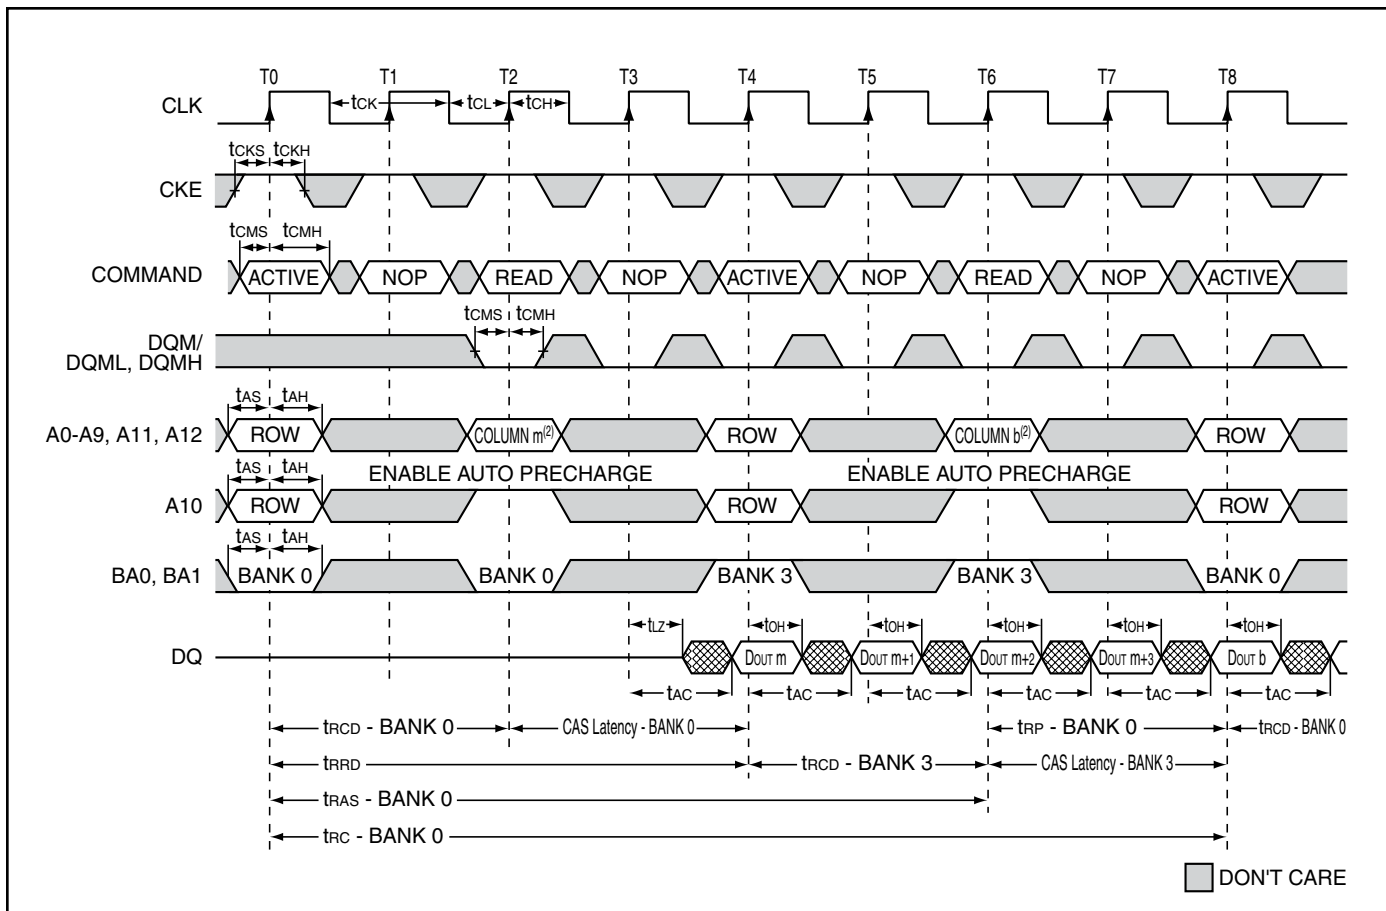 T0 T1 T2 T3 T4 T5 T6 T7 T8
CLK tCK tCL tCH
tCKS tCKH
CKE
tCMS tCMH
COMMAND ACTIVE NOP READ NOP ACTIVE NOP READ NOP ACTIVE
tCMS tCMH
DQM/
DQML, DQMH
tAS tAH
A0-A9, A11, A12 ROW COLUMN m(2) ROW COLUMN b(2) ROW
tAS tAH ENABLE AUTO PRECHARGE ENABLE AUTO PRECHARGE
A10 ROW ROW ROW
tAS tAH
BA0, BA1 BANK 0 BANK 0 BANK 3 BANK 3 BANK 0
tLZ tOH tOH tOH tOH tOH
DQ DOUT m DOUT m+1 DOUT m+2 DOUT m+3 DOUT b
tAC tAC tAC tAC tAC tAC
tRCD - BANK 0 CAS Latency - BANK 0 tRP - BANK 0 tRCD - BANK 0
tRRD tRCD - BANK 3 CAS Latency - BANK 3
tRAS - BANK 0
tRC - BANK 0
DON'T CARE